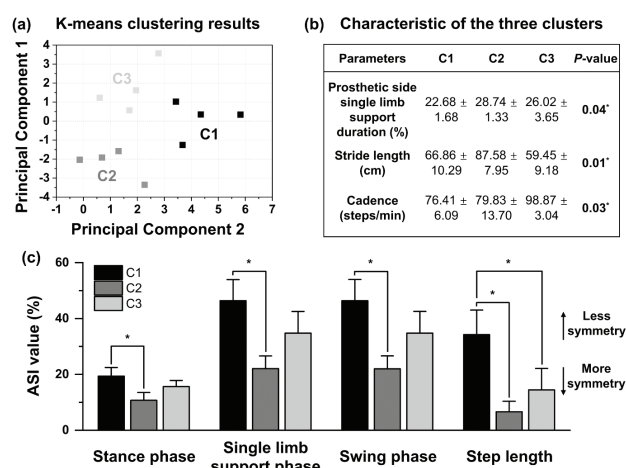 (a) K-means clustering results
Principal Component 1
4
3
2
1
0
-1
-2
-3
-4
C3
C1
C2
-1 0 1 2 3 4 5 6 7
Principal Component 2
(b) Characteristic of the three clusters
Parameters C1 C2 C3 P-value
Prosthetic side
single limb
support
duration (%)
22.68 ± 28.74 ± 26.02 ±
1.68 1.33 3.65
0.04*
Stride length
(cm)
66.86 ± 87.58 ± 59.45 ±
10.29 7.95 9.18
0.01*
Cadence
(steps/min)
76.41 ± 79.83 ± 98.87 ±
6.09 13.70 3.04
0.03*
(c)
ASI value (%)
60
40
20
0
C1
C2
C3
*
*
*
*
*
Less
symmetry
More
symmetry
Stance phase
Single limb
support phase
Swing phase
Step length